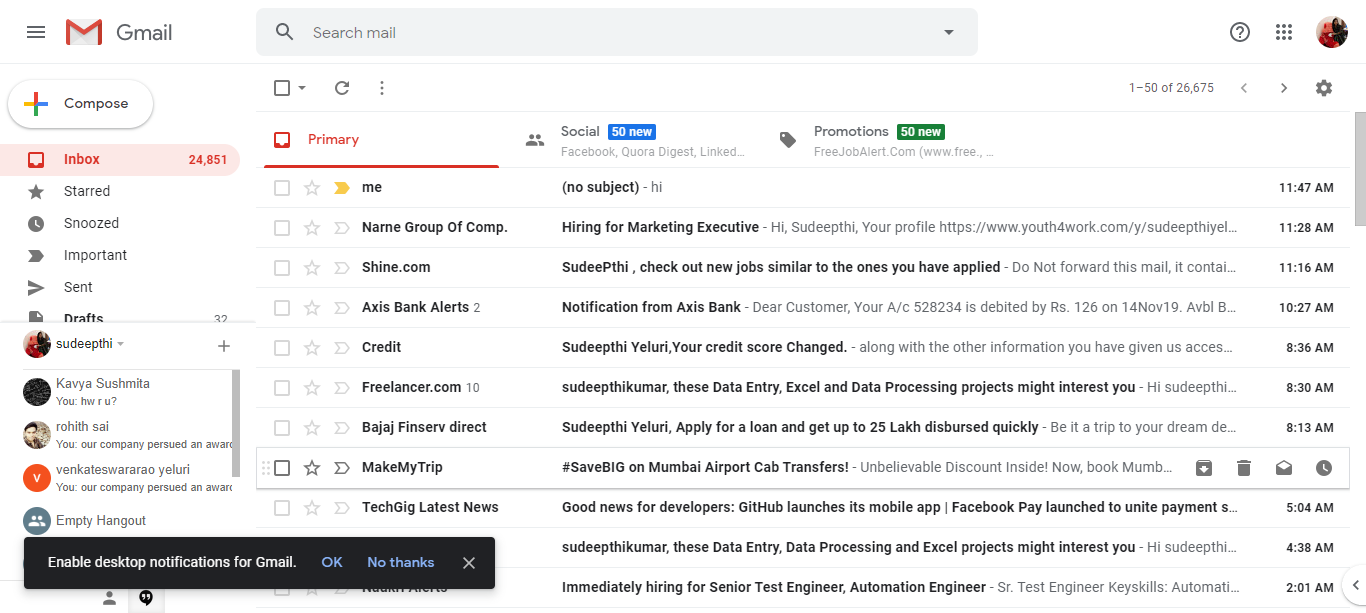 Gmail
Search mail
Compose
1–50 of 26,675
Inbox 24,851
Starred
Snoozed
Important
Sent
Drafts 32
sudeepthi
Kavya Sushmita
You: hw r u?
rohith sai
You: our company persued an awarc
V
venkateswararao yeluri
You: our company persued an awarc
Empty Hangout
Primary
Social 50 new
Facebook, Quora Digest, Linked…
Promotions 50 new
FreeJobAlert.Com (www.free., …
me (no subject) - hi 11:47 AM
Narne Group Of Comp. Hiring for Marketing Executive - Hi, Sudeepthi, Your profile https://www.youth4work.com/y/sudeepthiyel… 11:28 AM
Shine.com SudeePthi , check out new jobs similar to the ones you have applied - Do Not forward this mail, it contai… 11:16 AM
Axis Bank Alerts 2 Notification from Axis Bank - Dear Customer, Your A/c 528234 is debited by Rs. 126 on 14Nov19. Avbl B… 10:27 AM
Credit Sudeepthi Yeluri,Your credit score Changed. - along with the other information you have given us acces… 8:36 AM
Freelancer.com 10 sudeepthikumar, these Data Entry, Excel and Data Processing projects might interest you - Hi sudeepthi… 8:30 AM
Bajaj Finserv direct Sudeepthi Yeluri, Apply for a loan and get up to 25 Lakh disbursed quickly - Be it a trip to your dream de… 8:13 AM
MakeMyTrip #SaveBIG on Mumbai Airport Cab Transfers! - Unbelievable Discount Inside! Now, book Mumb…
TechGig Latest News Good news for developers: GitHub launches its mobile app | Facebook Pay launched to unite payment s… 5:04 AM
sudeepthikumar, these Data Entry, Data Processing and Excel projects might interest you - Hi sudeepthi… 4:38 AM
Naukri Alerts Immediately hiring for Senior Test Engineer, Automation Engineer - Sr. Test Engineer Keyskills: Automati… 2:01 AM
Enable desktop notifications for Gmail. OK No thanks